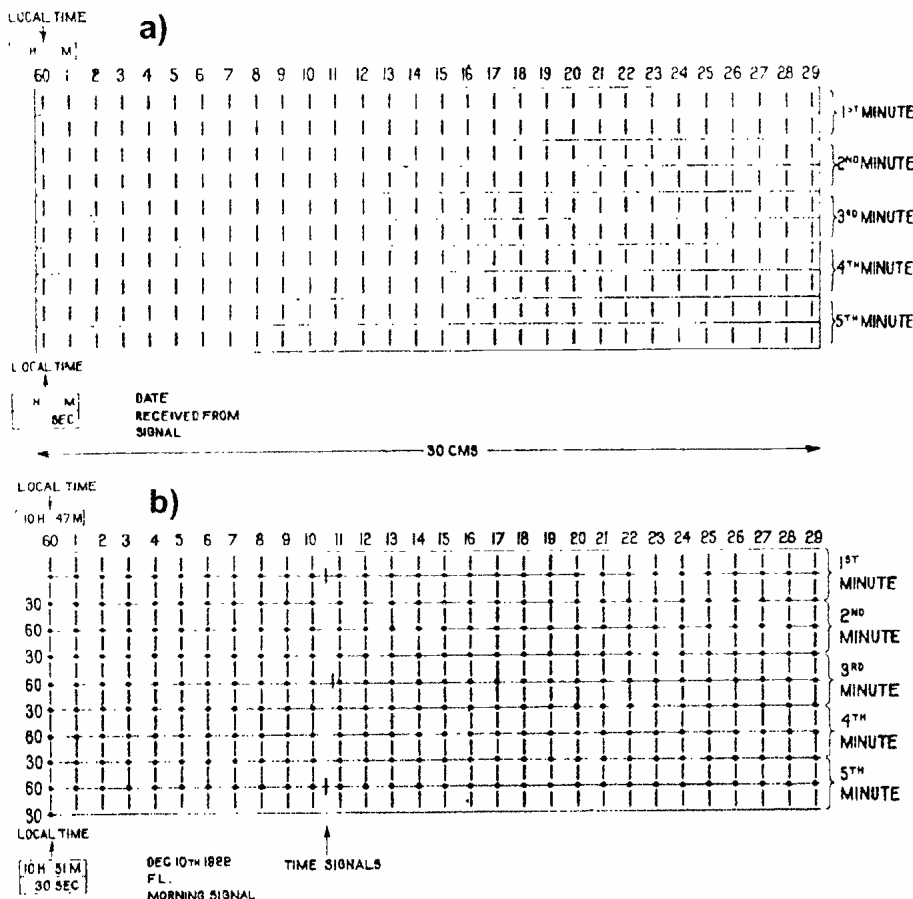 LOCAL TIME
a)
H M
60 1 2 3 4 5 6 7 8 9 10 11 12 13 14 15 16 17 18 19 20 21 22 23 24 25 26 27 28 29
1ST MINUTE
2ND MINUTE
3RD MINUTE
4TH MINUTE
5TH MINUTE
LOCAL TIME
H M
SEC
DATE
RECEIVED FROM
SIGNAL
30 CMS
LOCAL TIME
b)
10H 47M
60 1 2 3 4 5 6 7 8 9 10 11 12 13 14 15 16 17 18 19 20 21 22 23 24 25 26 27 28 29
1ST
MINUTE
30
2ND
60
MINUTE
30
3RD
60
MINUTE
30
4TH
60
MINUTE
30
5TH
60
MINUTE
30
LOCAL TIME
10H 51M
30 SEC
DEC 10TH 1922
F L.
MORNING SIGNAL
TIME SIGNALS